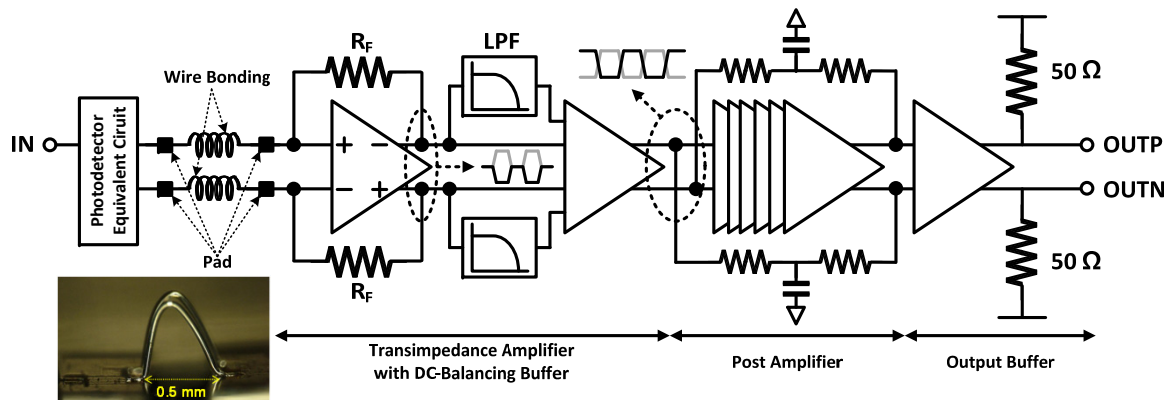 R_F
LPF
Wire Bonding
50 Ω
IN
Photodetector
Equivalent Circuit
+ −
− +
OUTP
OUTN
Pad
R_F
50 Ω
0.5 mm
Transimpedance Amplifier
with DC-Balancing Buffer
Post Amplifier
Output Buffer